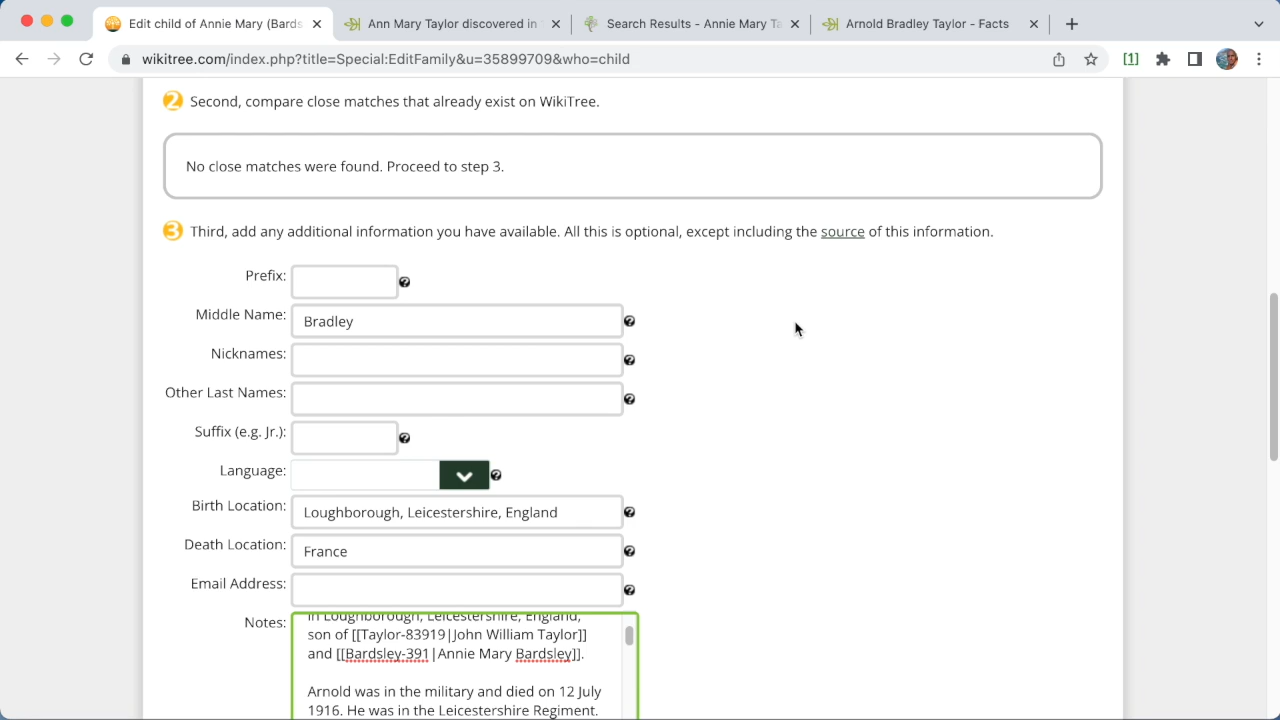 Edit child of Annie Mary (Bards
Ann Mary Taylor discovered in
Search Results - Annie Mary Ta
Arnold Bradley Taylor - Facts
wikitree.com/index.php?title=Special:EditFamily&u=35899709&who=child
[1]
2 Second, compare close matches that already exist on WikiTree.
No close matches were found. Proceed to step 3.
3 Third, add any additional information you have available. All this is optional, except including the source of this information.
Prefix:
Middle Name: Bradley
Nicknames:
Other Last Names:
Suffix (e.g. Jr.):
Language:
Birth Location: Loughborough, Leicestershire, England
Death Location: France
Email Address:
Notes: in Loughborough, Leicestershire, England,
son of [[Taylor-83919|John William Taylor]]
and [[Bardsley-391|Annie Mary Bardsley]].
Arnold was in the military and died on 12 July
1916. He was in the Leicestershire Regiment.